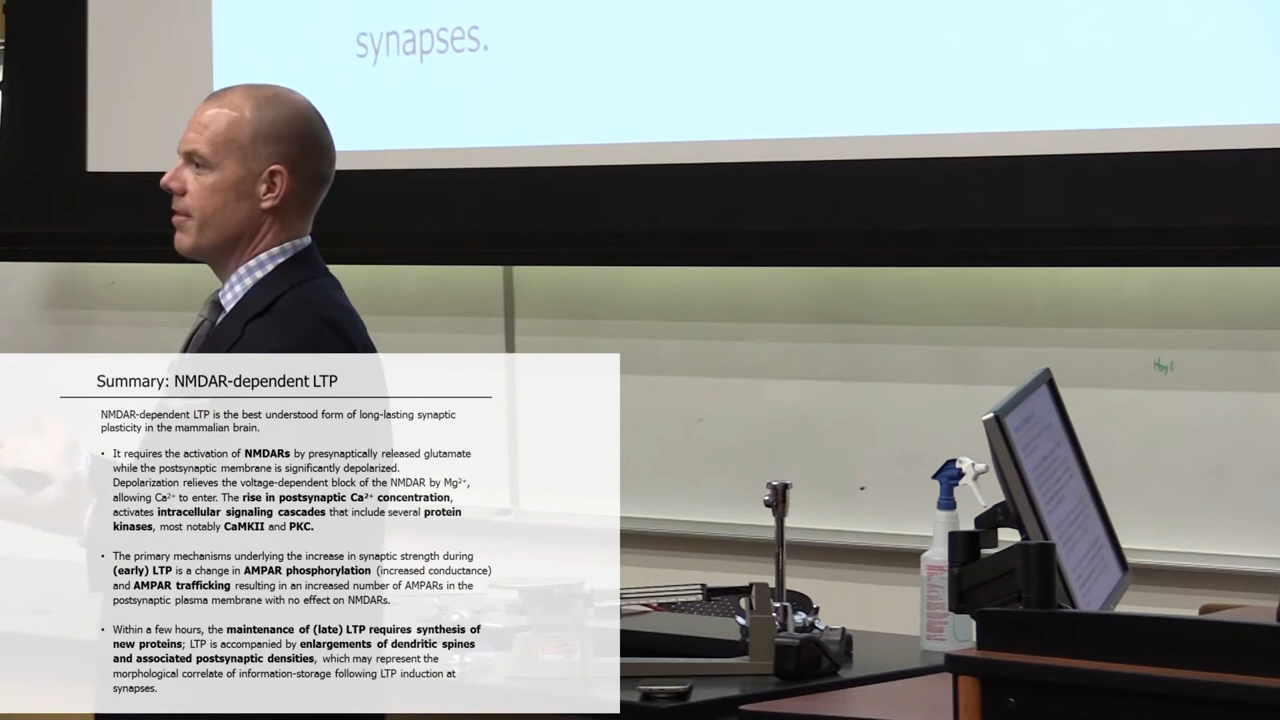 synapses.
Summary: NMDAR-dependent LTP
NMDAR-dependent LTP is the best understood form of long-lasting synaptic
plasticity in the mammalian brain.
• It requires the activation of NMDARs by presynaptically released glutamate
while the postsynaptic membrane is significantly depolarized.
Depolarization relieves the voltage-dependent block of the NMDAR by Mg²⁺,
allowing Ca²⁺ to enter. The rise in postsynaptic Ca²⁺ concentration,
activates intracellular signaling cascades that include several protein
kinases, most notably CaMKII and PKC.
• The primary mechanisms underlying the increase in synaptic strength during
(early) LTP is a change in AMPAR phosphorylation (increased conductance)
and AMPAR trafficking resulting in an increased number of AMPARs in the
postsynaptic plasma membrane with no effect on NMDARs.
• Within a few hours, the maintenance of (late) LTP requires synthesis of
new proteins; LTP is accompanied by enlargements of dendritic spines
and associated postsynaptic densities, which may represent the
morphological correlate of information-storage following LTP induction at
synapses.